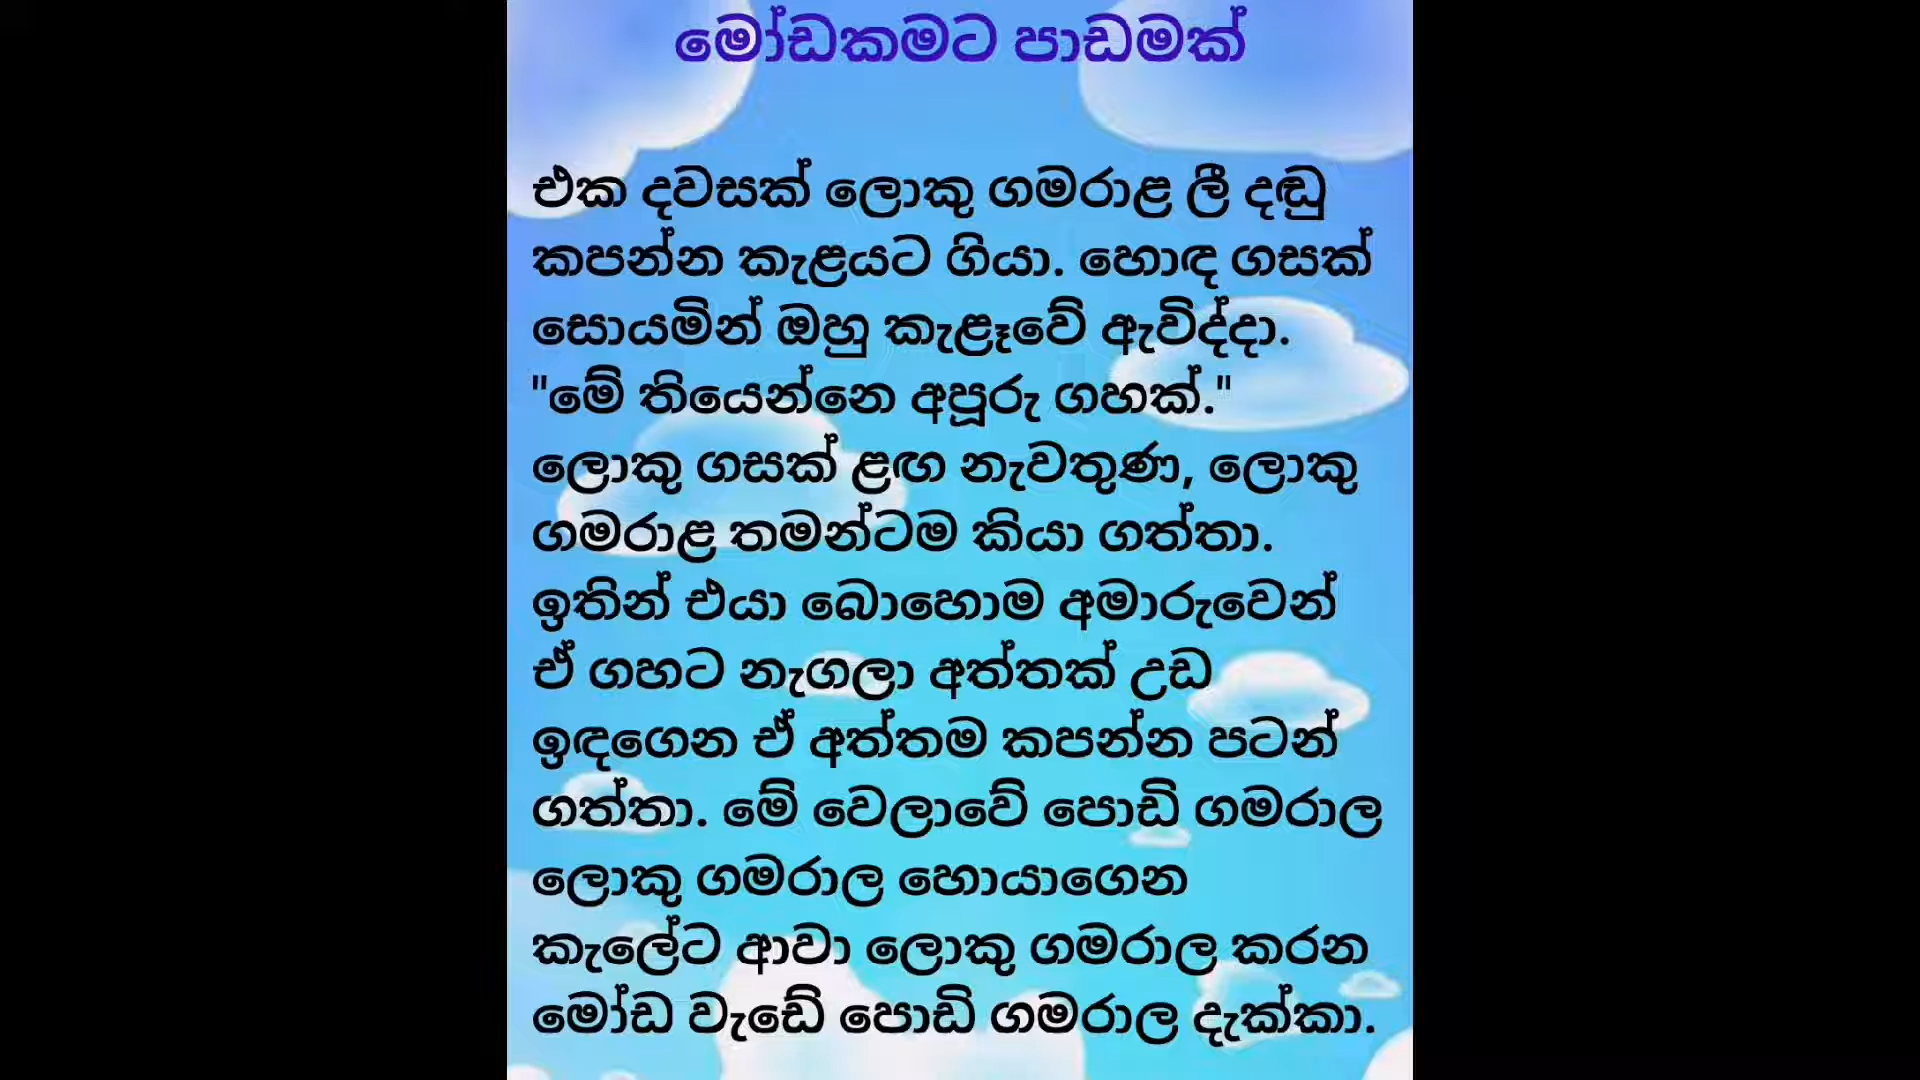 මෝඩකමට පාඩමක්
එක දවසක් ලොකු ගමරාළ ලී දඬු
කපන්න කැළයට ගියා. හොඳ ගසක්
සොයමින් ඔහු කැළෑවේ ඇවිද්දා.
"මේ තියෙන්නෙ අපූරු ගහක්."
ලොකු ගසක් ළඟ නැවතුණ, ලොකු
ගමරාළ තමන්ටම කියා ගත්තා.
ඉතින් එයා බොහොම අමාරුවෙන්
ඒ ගහට නැගලා අත්තක් උඩ
ඉඳගෙන ඒ අත්තම කපන්න පටන්
ගත්තා. මේ වෙලාවේ පොඩි ගමරාල
ලොකු ගමරාල හොයාගෙන
කැලේට ආවා ලොකු ගමරාල කරන
මෝඩ වැඩේ පොඩි ගමරාල දැක්කා.